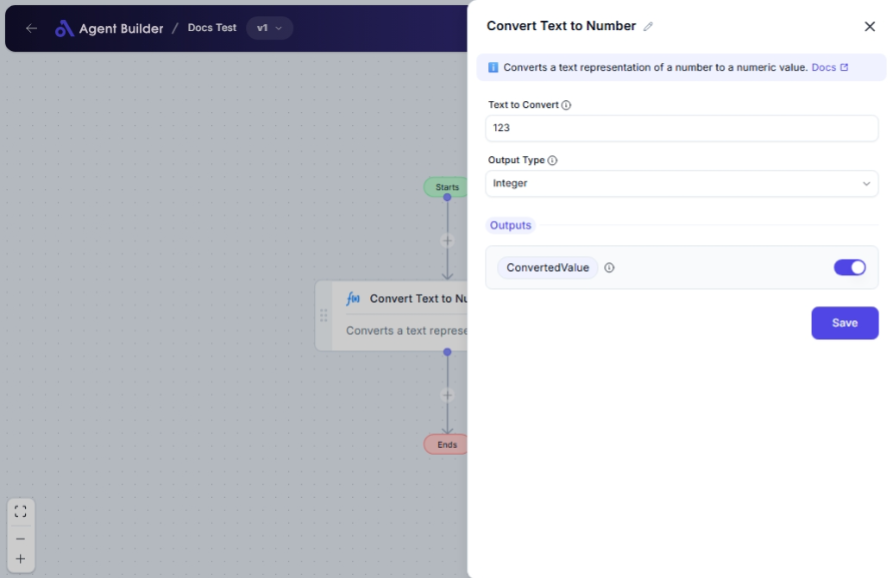 Agent Builder / Docs Test v1
Starts
Convert Text to Nu
Converts a text represe
Ends
Convert Text to Number
Converts a text representation of a number to a numeric value. Docs
Text to Convert
123
Output Type
Integer
Outputs
ConvertedValue
Save